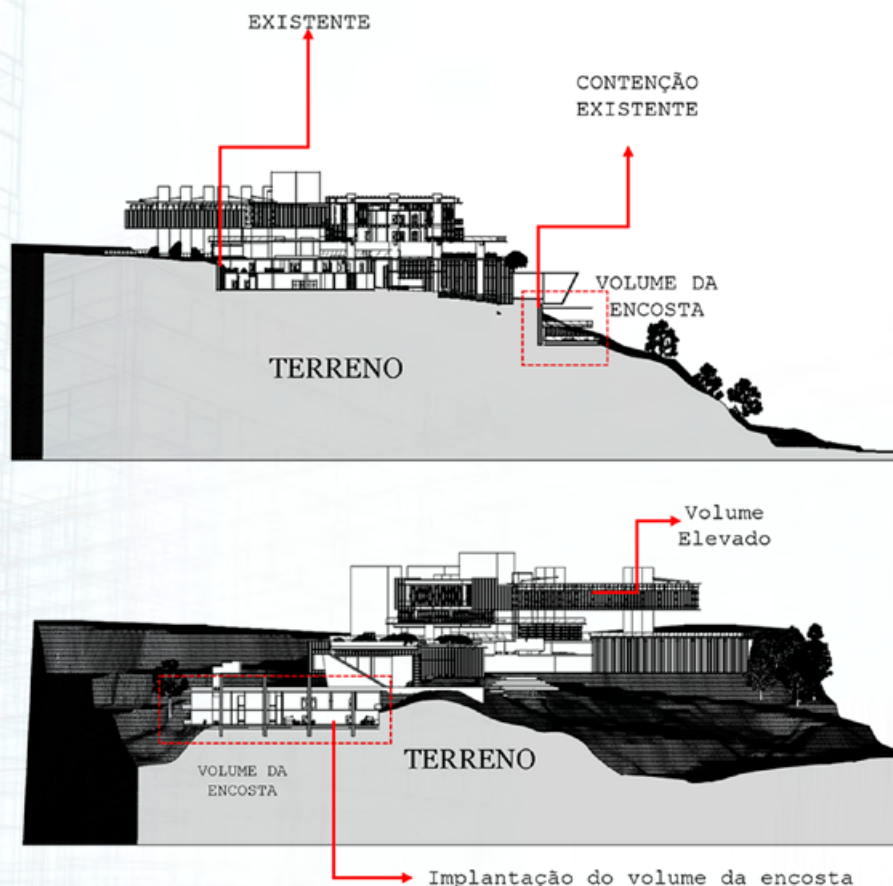 EXISTENTE
CONTENÇÃO
EXISTENTE
VOLUME DA
ENCOSTA
TERRENO
Volume
Elevado
VOLUME DA
ENCOSTA
TERRENO
Implantação do volume da encosta